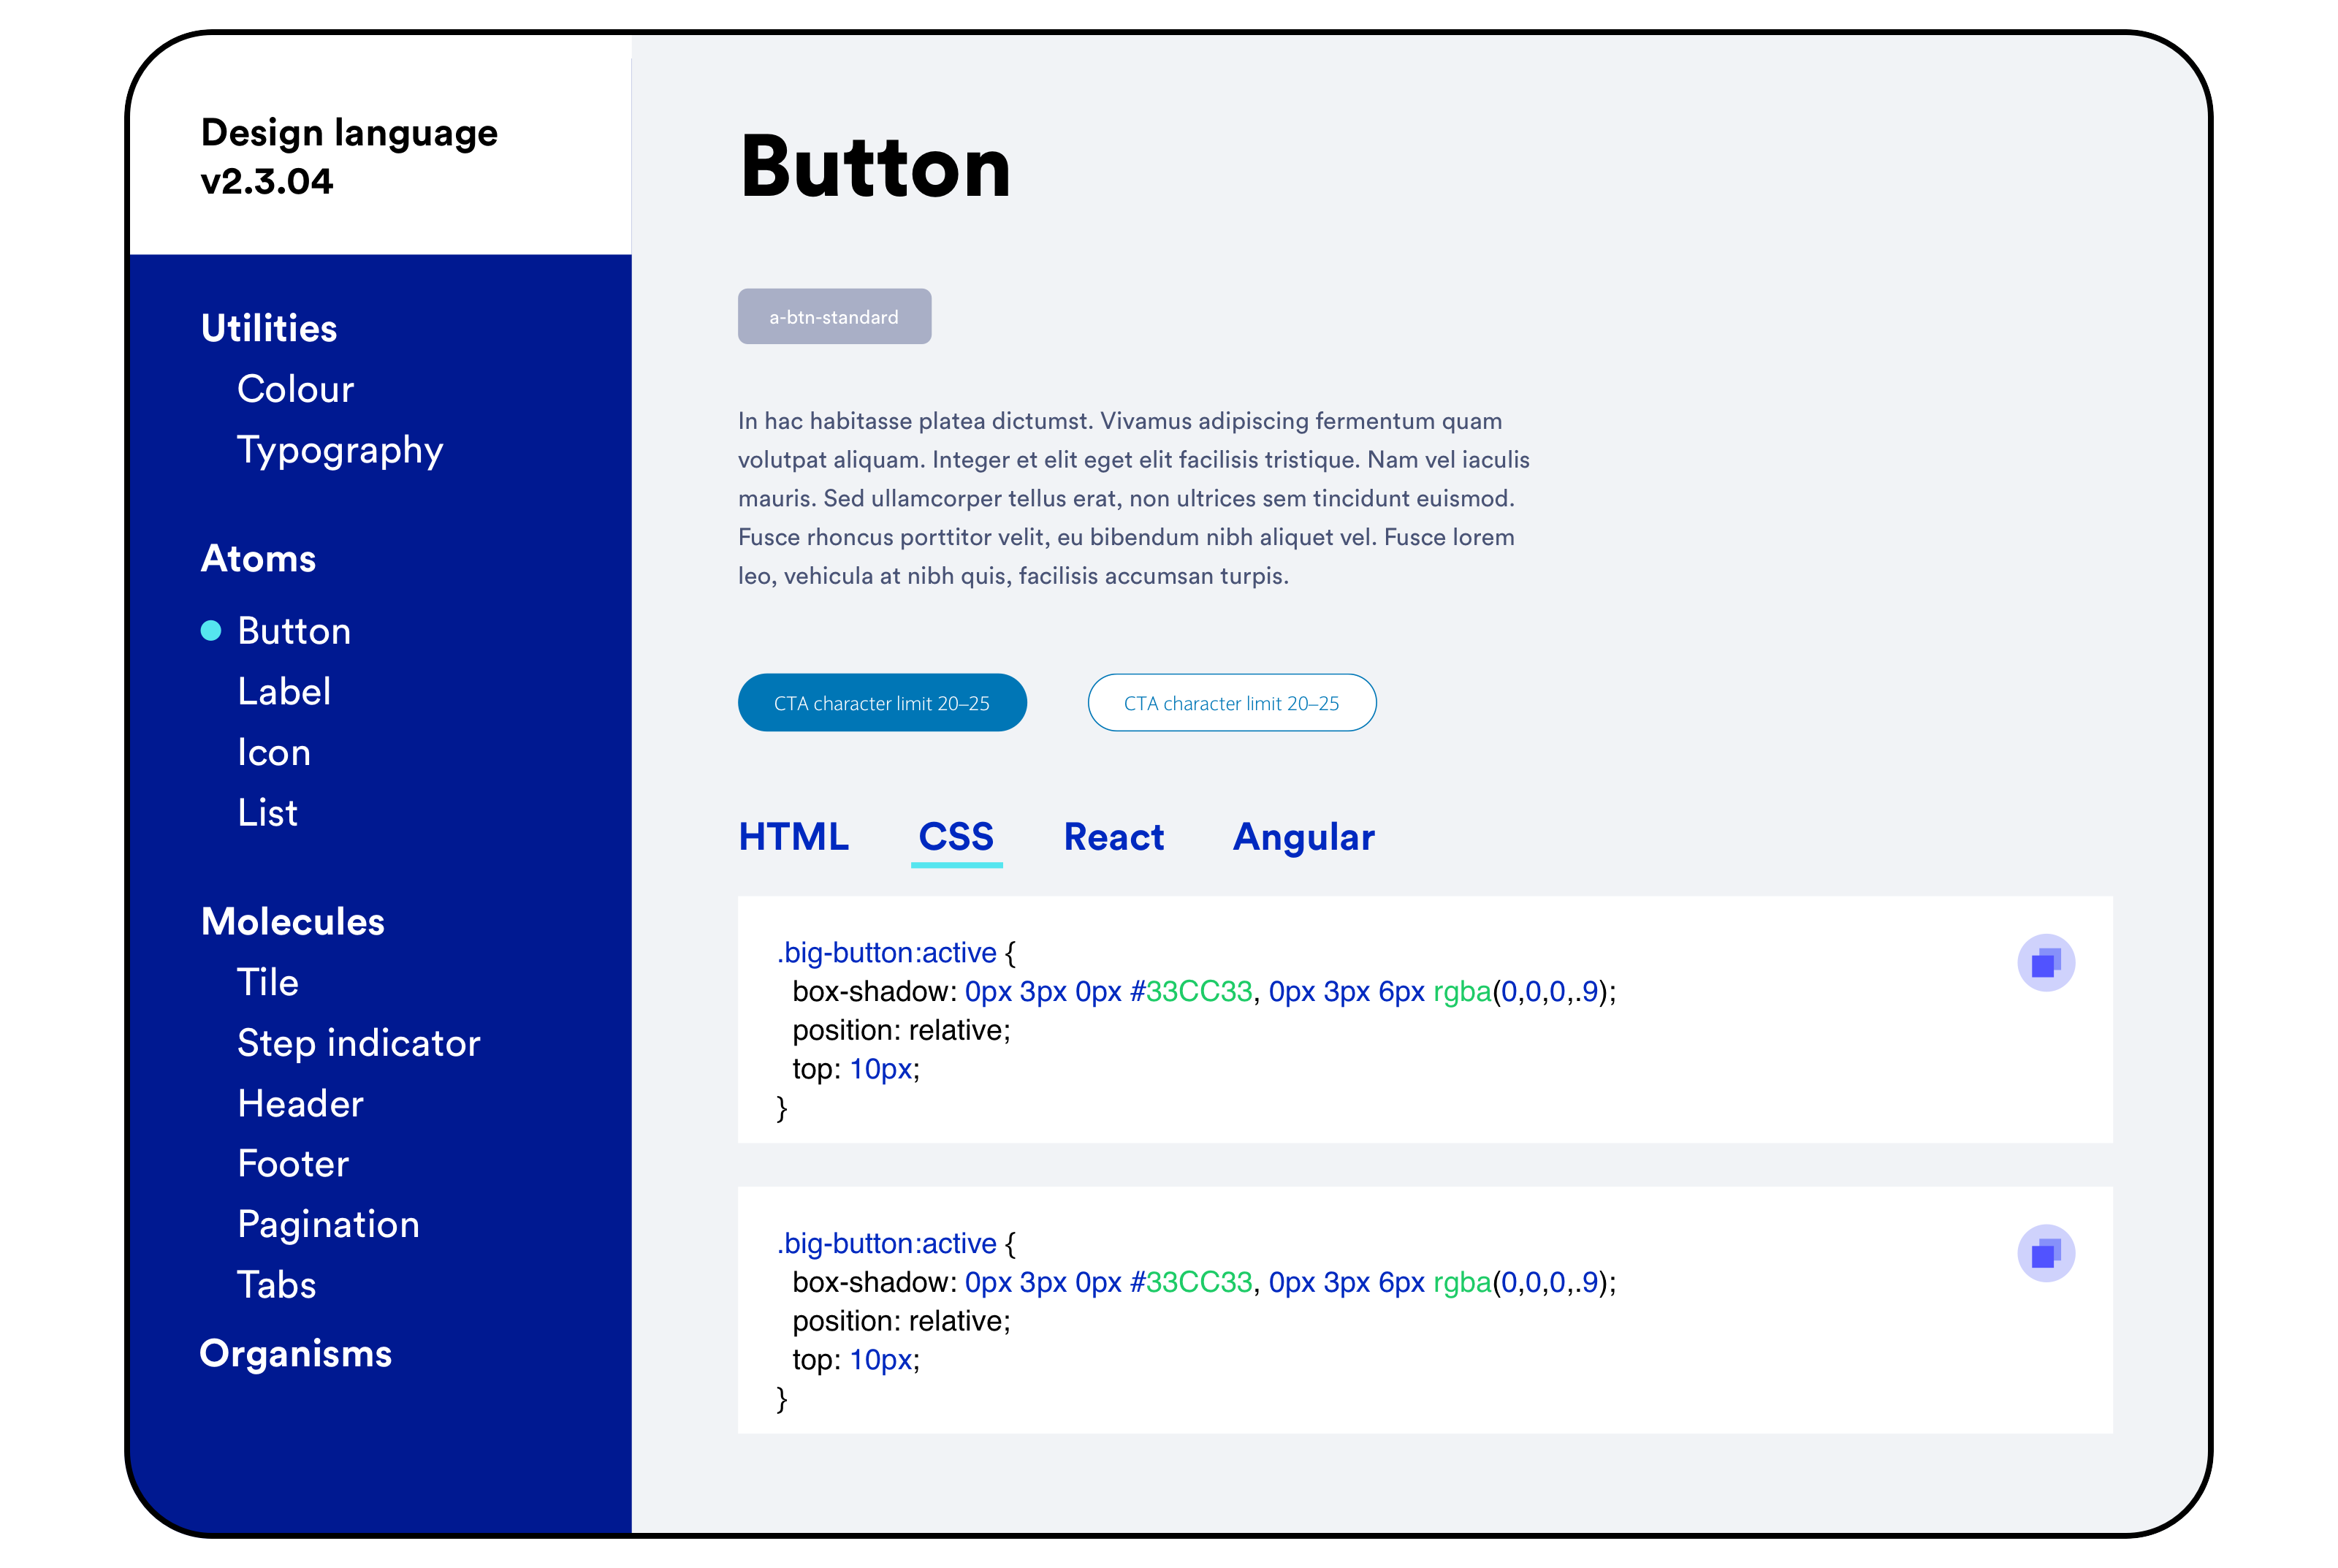 Design language
v2.3.04
Utilities
Colour
Typography
Atoms
Button
Label
Icon
List
Molecules
Tile
Step indicator
Header
Footer
Pagination
Tabs
Organisms
Button
a-btn-standard
In hac habitasse platea dictumst. Vivamus adipiscing fermentum quam
volutpat aliquam. Integer et elit eget elit facilisis tristique. Nam vel iaculis
mauris. Sed ullamcorper tellus erat, non ultrices sem tincidunt euismod.
Fusce rhoncus porttitor velit, eu bibendum nibh aliquet vel. Fusce lorem
leo, vehicula at nibh quis, facilisis accumsan turpis.
CTA character limit 20–25
CTA character limit 20–25
HTML CSS React Angular
.big-button:active {
box-shadow: 0px 3px 0px #33CC33, 0px 3px 6px rgba(0,0,0,.9);
position: relative;
top: 10px;
}
.big-button:active {
box-shadow: 0px 3px 0px #33CC33, 0px 3px 6px rgba(0,0,0,.9);
position: relative;
top: 10px;
}